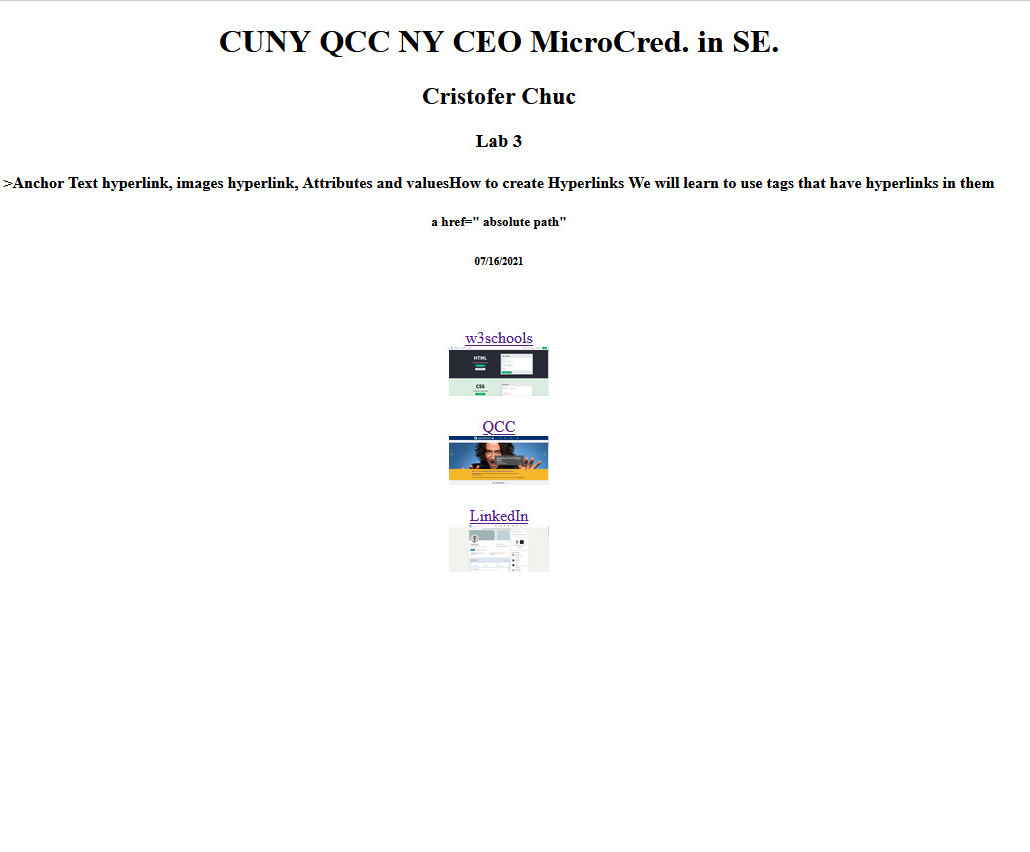 CUNY QCC NY CEO MicroCred. in SE.
Cristofer Chuc
Lab 3
>Anchor Text hyperlink, images hyperlink, Attributes and valuesHow to create Hyperlinks We will learn to use tags that have hyperlinks in them
a href=" absolute path"
07/16/2021
w3schools
HTML
CSS
QCC
LinkedIn